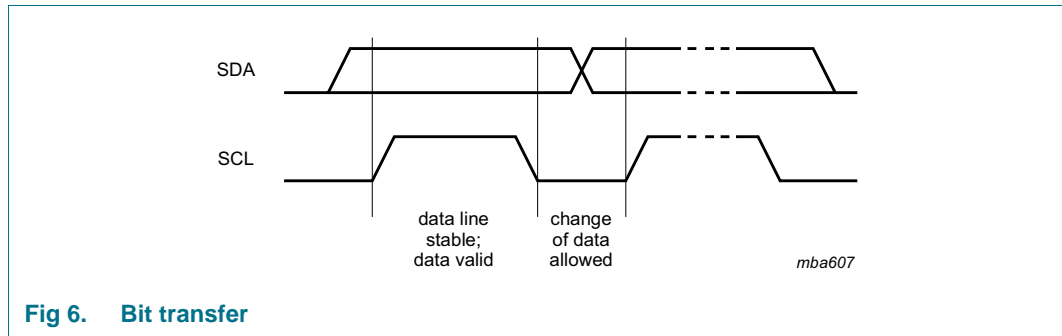 SDA
SCL
data line
stable;
data valid
change
of data
allowed
mba607
Fig 6. Bit transfer